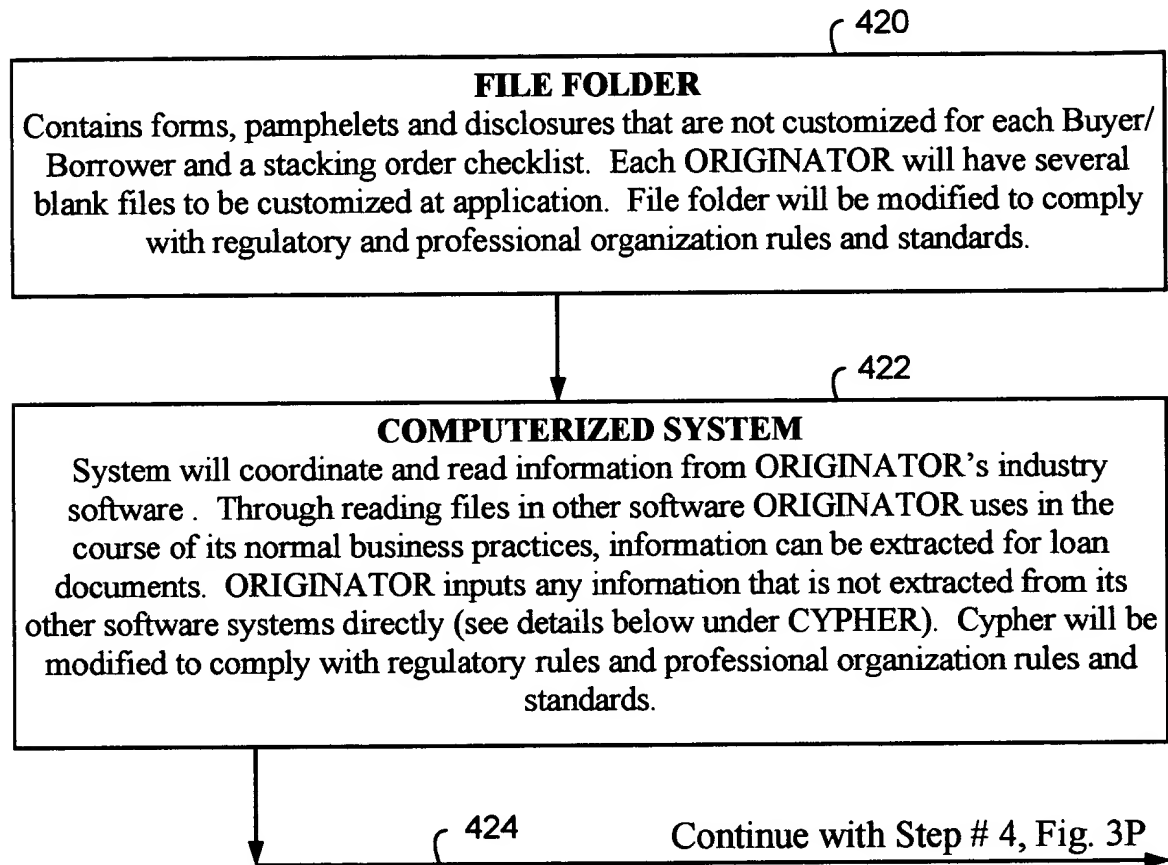 420
FILE FOLDER
Contains forms, pamphelets and disclosures that are not customized for each Buyer/
Borrower and a stacking order checklist. Each ORIGINATOR will have several
blank files to be customized at application. File folder will be modified to comply
with regulatory and professional organization rules and standards.
422
COMPUTERIZED SYSTEM
System will coordinate and read information from ORIGINATOR's industry
software . Through reading files in other software ORIGINATOR uses in the
course of its normal business practices, information can be extracted for loan
documents. ORIGINATOR inputs any infornation that is not extracted from its
other software systems directly (see details below under CYPHER). Cypher will be
modified to comply with regulatory rules and professional organization rules and
standards.
424
Continue with Step # 4, Fig. 3P